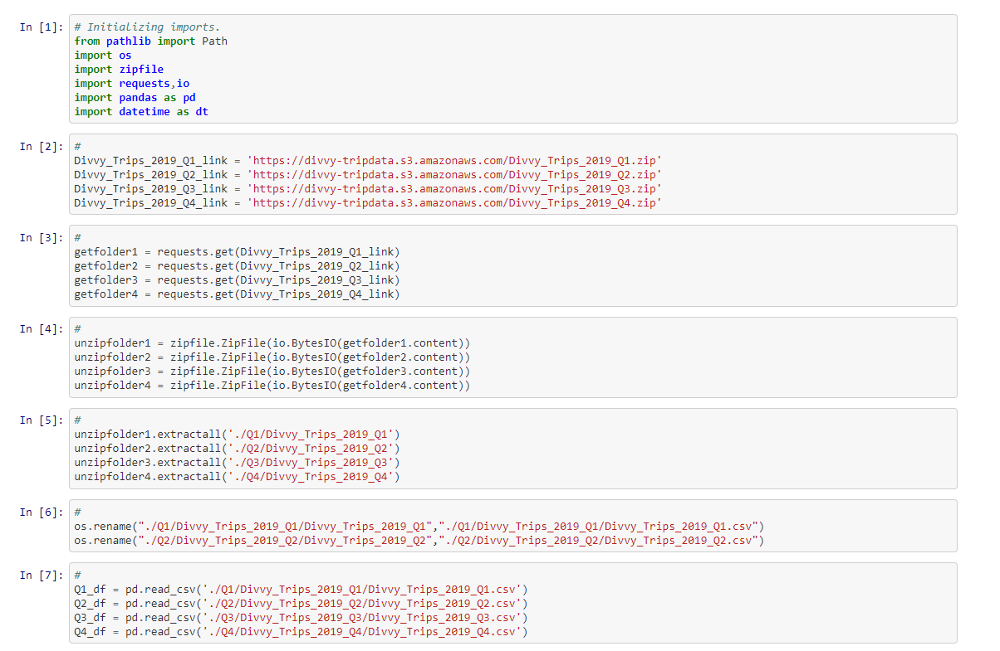 In [1]: # Initializing imports.
from pathlib import Path
import os
import zipfile
import requests,io
import pandas as pd
import datetime as dt
In [2]: #
Divvy_Trips_2019_Q1_link = 'https://divvy-tripdata.s3.amazonaws.com/Divvy_Trips_2019_Q1.zip'
Divvy_Trips_2019_Q2_link = 'https://divvy-tripdata.s3.amazonaws.com/Divvy_Trips_2019_Q2.zip'
Divvy_Trips_2019_Q3_link = 'https://divvy-tripdata.s3.amazonaws.com/Divvy_Trips_2019_Q3.zip'
Divvy_Trips_2019_Q4_link = 'https://divvy-tripdata.s3.amazonaws.com/Divvy_Trips_2019_Q4.zip'
In [3]: #
getfolder1 = requests.get(Divvy_Trips_2019_Q1_link)
getfolder2 = requests.get(Divvy_Trips_2019_Q2_link)
getfolder3 = requests.get(Divvy_Trips_2019_Q3_link)
getfolder4 = requests.get(Divvy_Trips_2019_Q4_link)
In [4]: #
unzipfolder1 = zipfile.ZipFile(io.BytesIO(getfolder1.content))
unzipfolder2 = zipfile.ZipFile(io.BytesIO(getfolder2.content))
unzipfolder3 = zipfile.ZipFile(io.BytesIO(getfolder3.content))
unzipfolder4 = zipfile.ZipFile(io.BytesIO(getfolder4.content))
In [5]: #
unzipfolder1.extractall('./Q1/Divvy_Trips_2019_Q1')
unzipfolder2.extractall('./Q2/Divvy_Trips_2019_Q2')
unzipfolder3.extractall('./Q3/Divvy_Trips_2019_Q3')
unzipfolder4.extractall('./Q4/Divvy_Trips_2019_Q4')
In [6]: #
os.rename("./Q1/Divvy_Trips_2019_Q1/Divvy_Trips_2019_Q1","./Q1/Divvy_Trips_2019_Q1/Divvy_Trips_2019_Q1.csv")
os.rename("./Q2/Divvy_Trips_2019_Q2/Divvy_Trips_2019_Q2","./Q2/Divvy_Trips_2019_Q2/Divvy_Trips_2019_Q2.csv")
In [7]: #
Q1_df = pd.read_csv('./Q1/Divvy_Trips_2019_Q1/Divvy_Trips_2019_Q1.csv')
Q2_df = pd.read_csv('./Q2/Divvy_Trips_2019_Q2/Divvy_Trips_2019_Q2.csv')
Q3_df = pd.read_csv('./Q3/Divvy_Trips_2019_Q3/Divvy_Trips_2019_Q3.csv')
Q4_df = pd.read_csv('./Q4/Divvy_Trips_2019_Q4/Divvy_Trips_2019_Q4.csv')